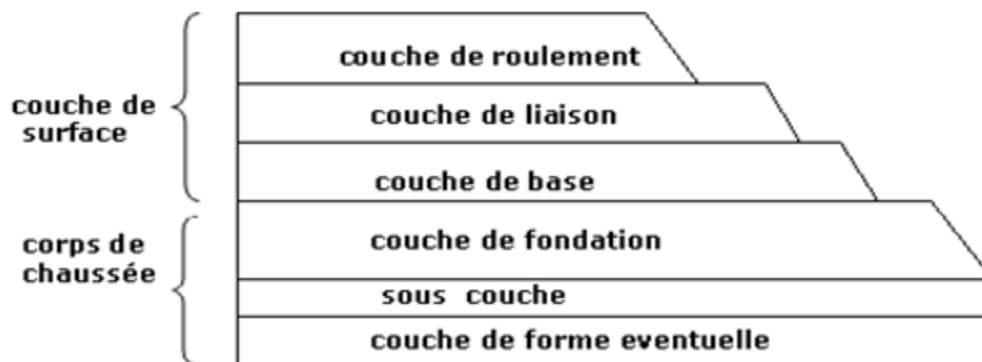 couche de roulement
couche de liaison
couche de
surface
couche de base
couche de fondation
corps de
chaussée
sous couche
couche de forme eventuelle